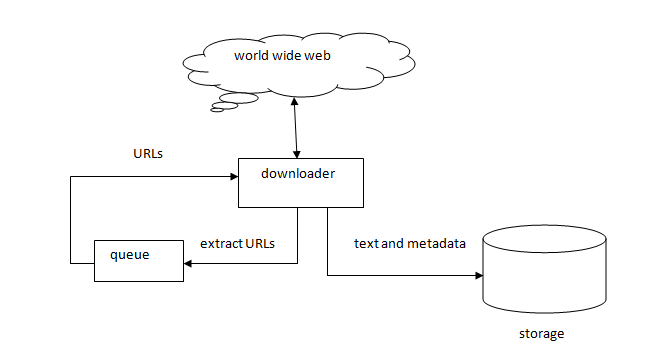 world wide web
URLs
downloader
extract URLs
text and metadata
queue
storage